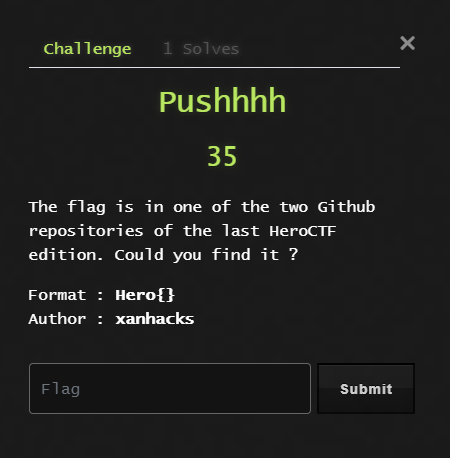 Challenge 1 Solves ×
Pushhhh
35
The flag is in one of the two Github
repositories of the last HeroCTF
edition. Could you find it ?
Format : Hero{}
Author : xanhacks
Flag Submit